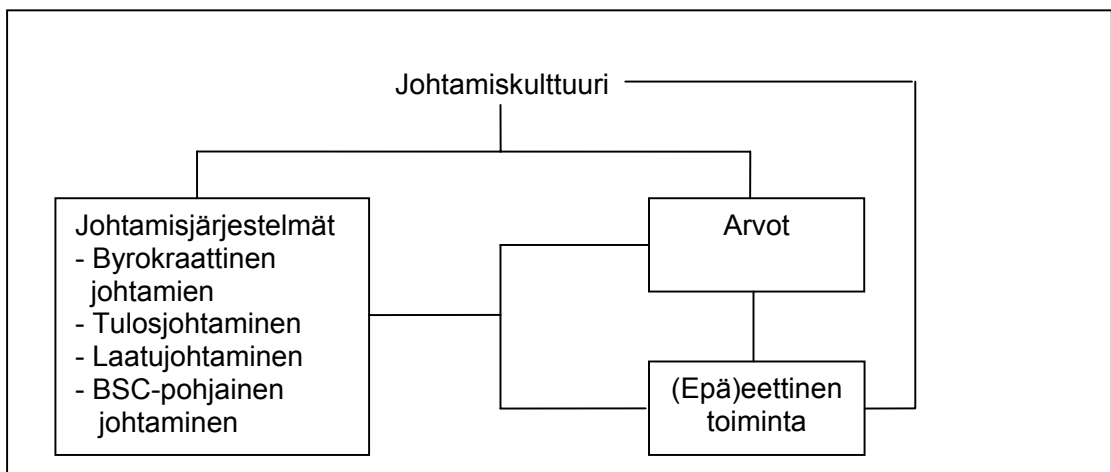 Johtamiskulttuuri
Johtamisjärjestelmät
- Byrokraattinen
johtamien
- Tulosjohtaminen
- Laatujohtaminen
- BSC-pohjainen
johtaminen
Arvot
(Epä)eettinen
toiminta